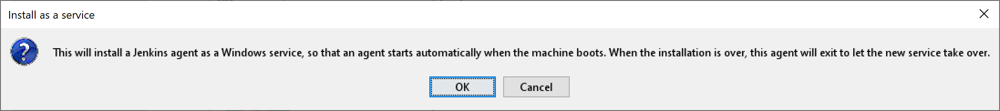 Install as a service
This will install a Jenkins agent as a Windows service, so that an agent starts automatically when the machine boots. When the installation is over, this agent will exit to let the new service take over.
OK
Cancel